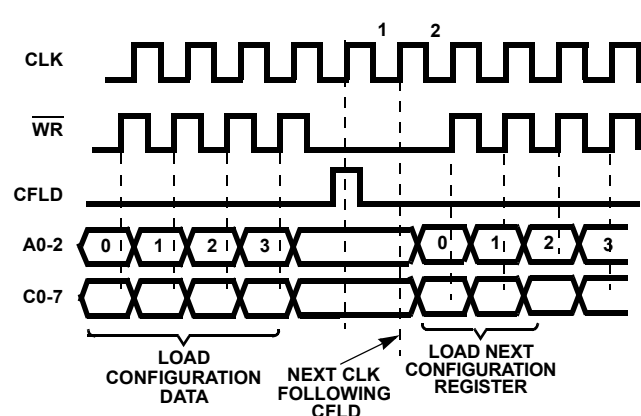 1 2
CLK
WR
CFLD
A0-2 0 1 2 3 0 1 2 3
C0-7
LOAD
CONFIGURATION
DATA
NEXT CLK
FOLLOWING
CFLD
LOAD NEXT
CONFIGURATION
REGISTER